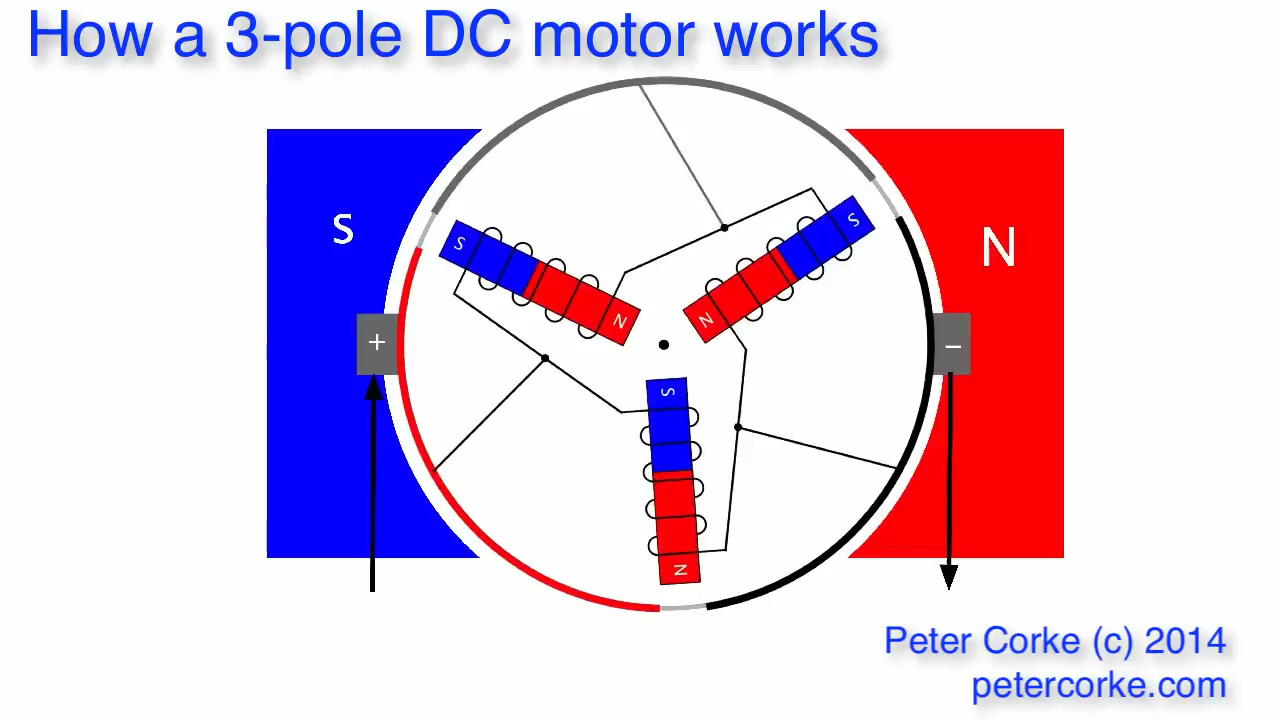 How a 3-pole DC motor works
S
N
S
N
S
N
+
−
S
N
Peter Corke (c) 2014
petercorke.com